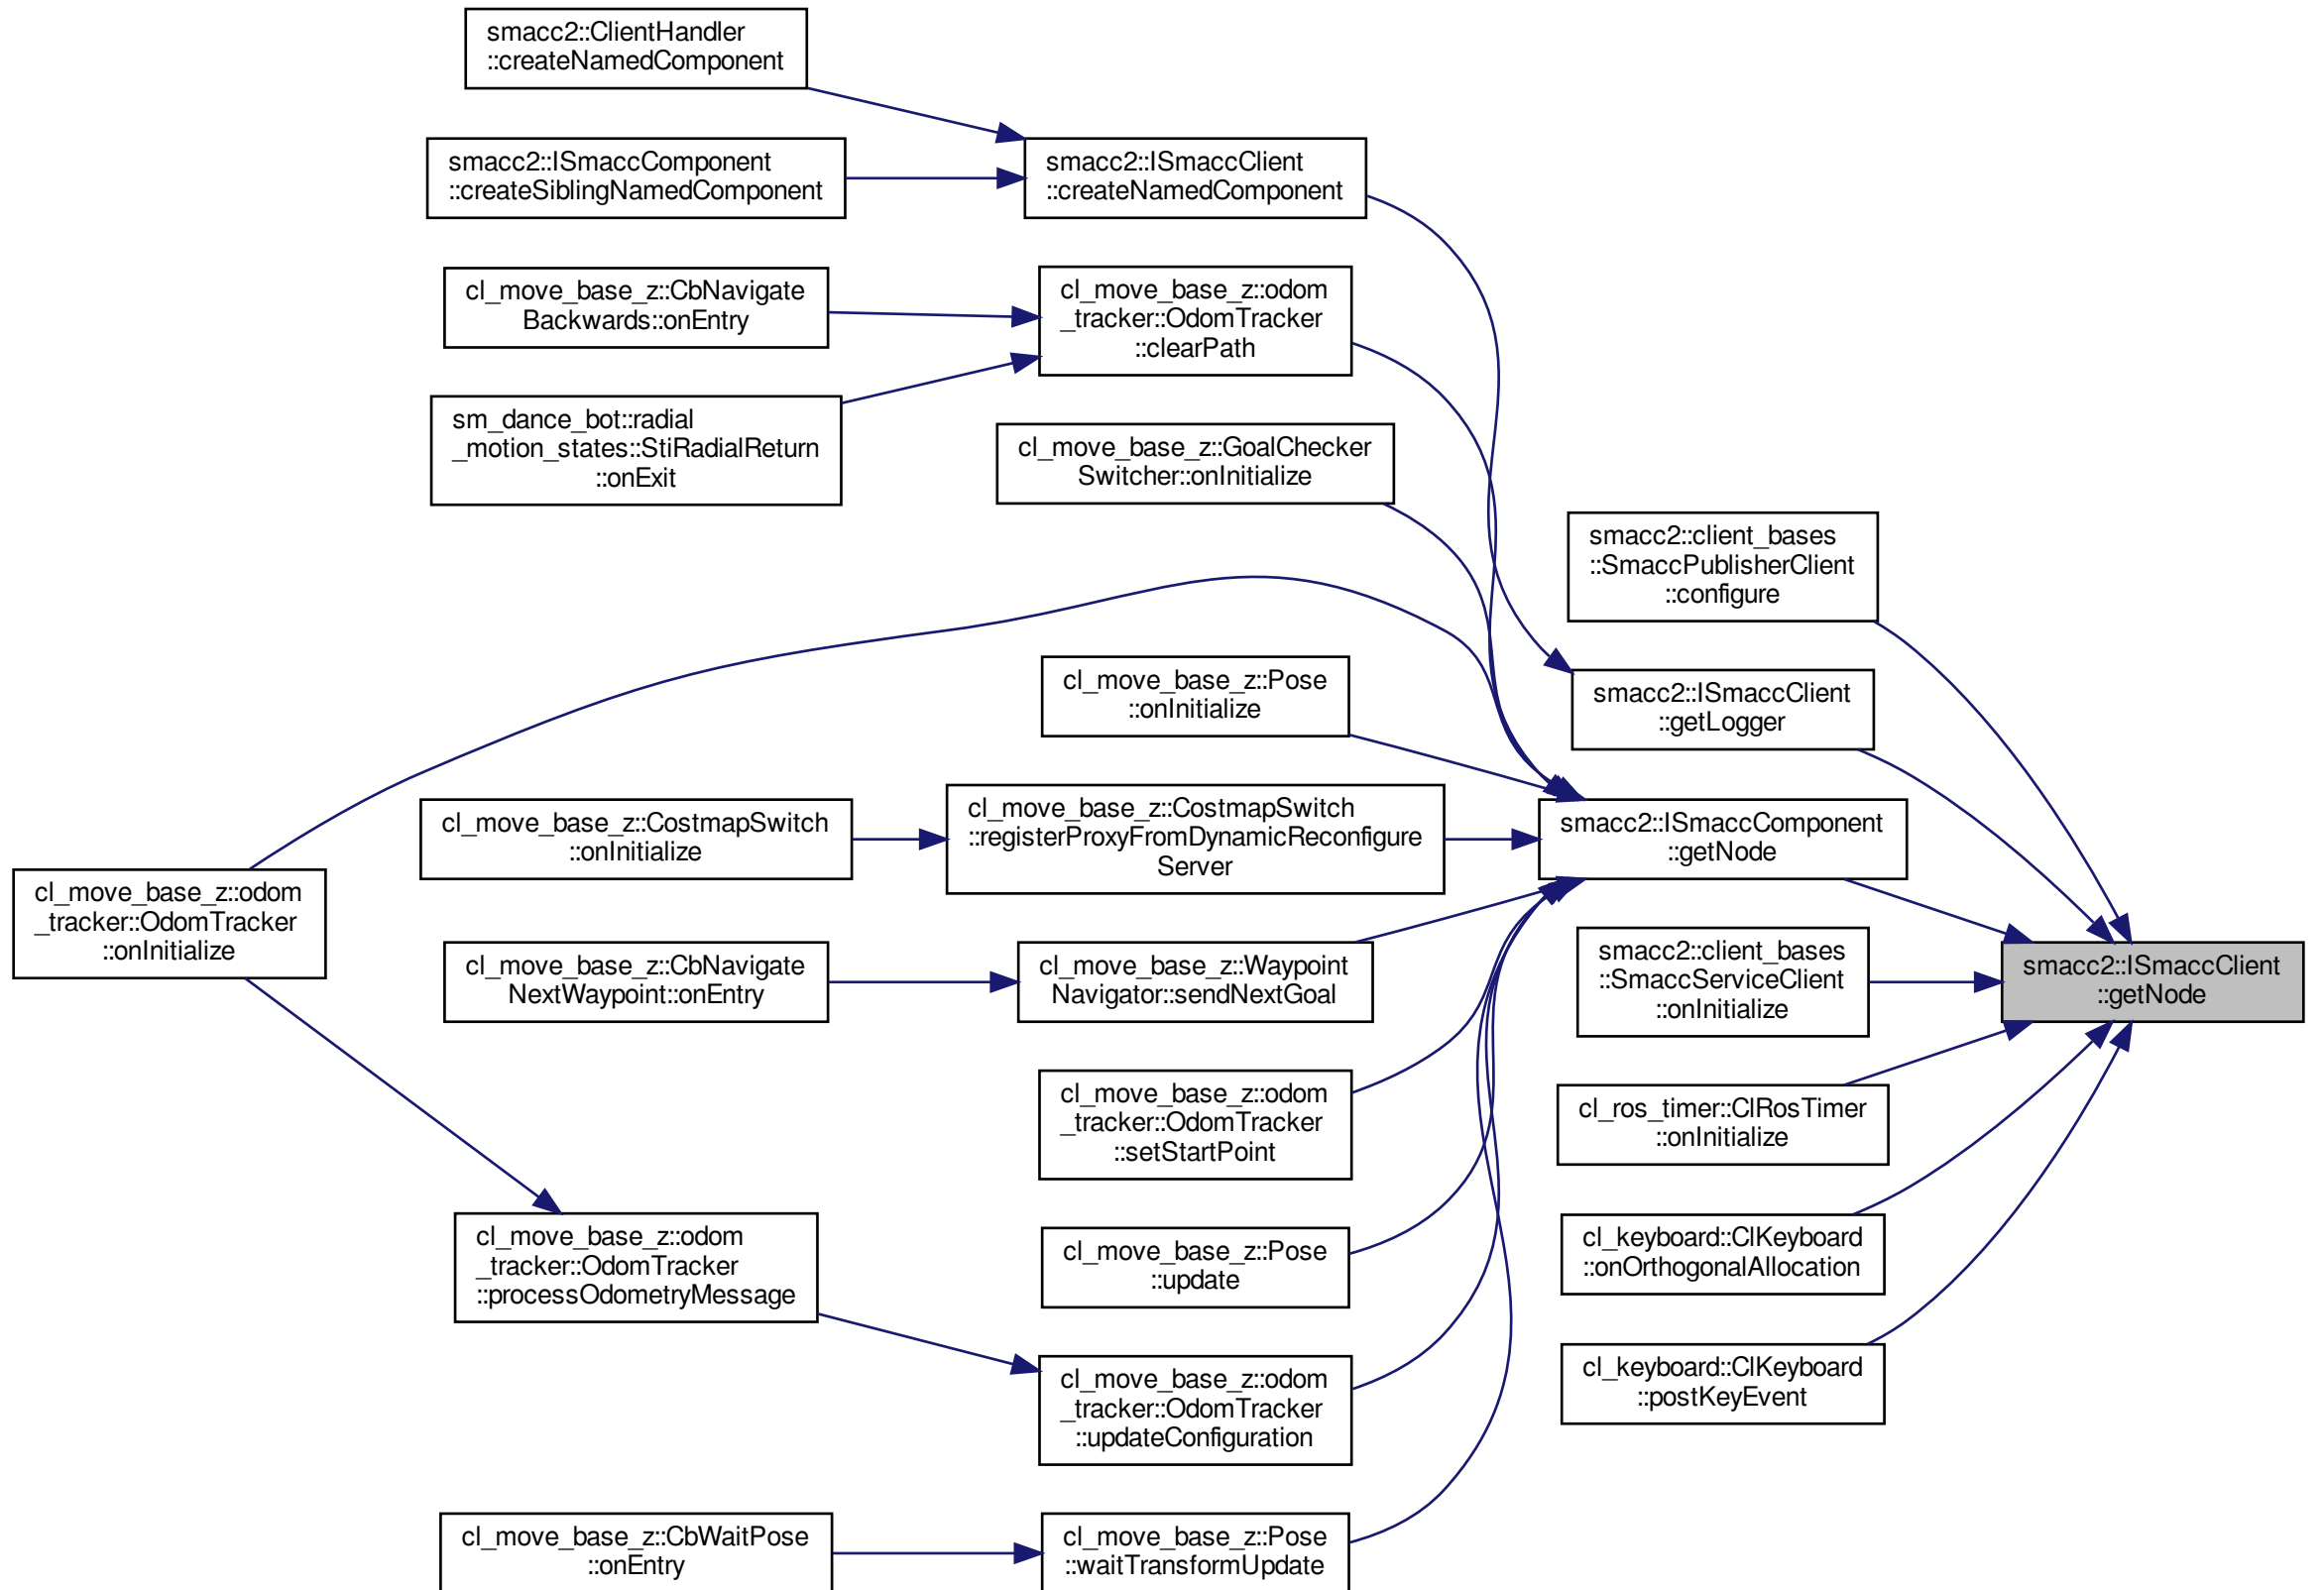 smacc2::ClientHandler
::createNamedComponent
smacc2::ISmaccComponent
::createSiblingNamedComponent
smacc2::ISmaccClient
::createNamedComponent
cl_move_base_z::CbNavigate
Backwards::onEntry
cl_move_base_z::odom
_tracker::OdomTracker
::clearPath
sm_dance_bot::radial
_motion_states::StiRadialReturn
::onExit
cl_move_base_z::GoalChecker
Switcher::onInitialize
smacc2::client_bases
::SmaccPublisherClient
::configure
cl_move_base_z::Pose
::onInitialize
smacc2::ISmaccClient
::getLogger
cl_move_base_z::CostmapSwitch
::onInitialize
cl_move_base_z::CostmapSwitch
::registerProxyFromDynamicReconfigure
Server
smacc2::ISmaccComponent
::getNode
cl_move_base_z::odom
_tracker::OdomTracker
::onInitialize
cl_move_base_z::CbNavigate
NextWaypoint::onEntry
cl_move_base_z::Waypoint
Navigator::sendNextGoal
smacc2::client_bases
::SmaccServiceClient
::onInitialize
smacc2::ISmaccClient
::getNode
cl_move_base_z::odom
_tracker::OdomTracker
::setStartPoint
cl_ros_timer::ClRosTimer
::onInitialize
cl_move_base_z::odom
_tracker::OdomTracker
::processOdometryMessage
cl_move_base_z::Pose
::update
cl_keyboard::ClKeyboard
::onOrthogonalAllocation
cl_move_base_z::odom
_tracker::OdomTracker
::updateConfiguration
cl_keyboard::ClKeyboard
::postKeyEvent
cl_move_base_z::CbWaitPose
::onEntry
cl_move_base_z::Pose
::waitTransformUpdate